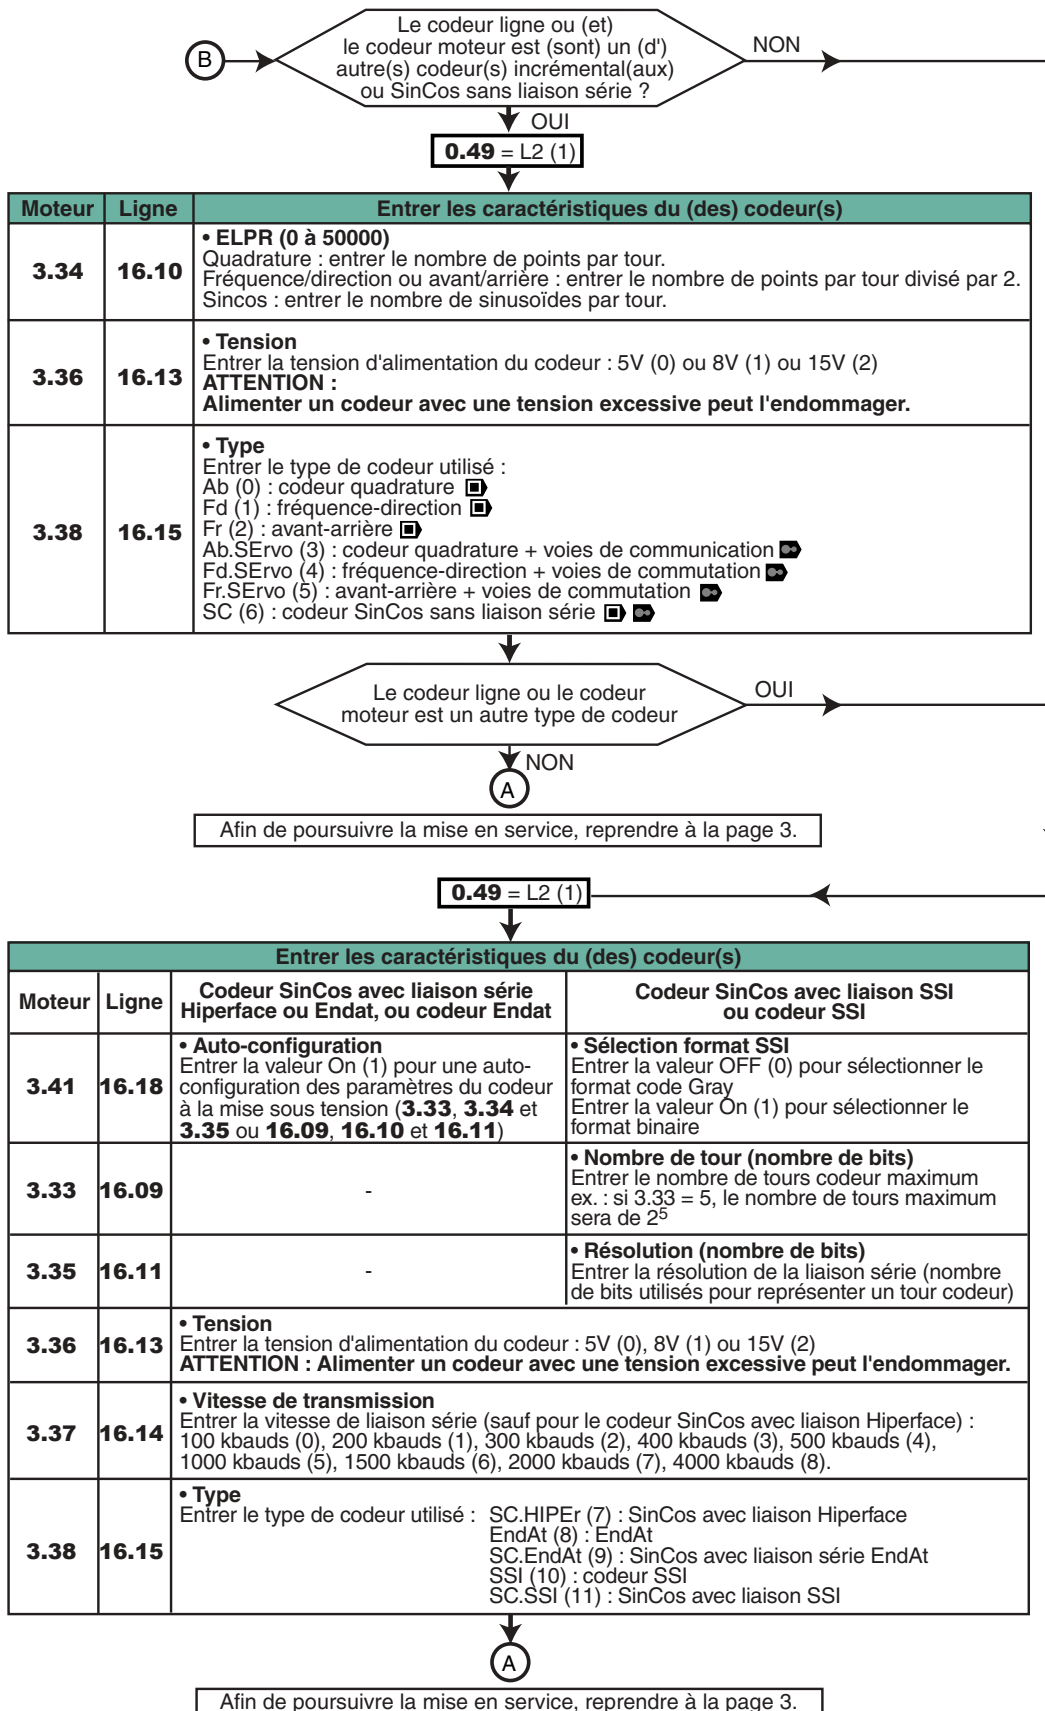 Le codeur ligne ou (et)
le codeur moteur est (sont) un (d')
autre(s) codeur(s) incrémental(aux)
ou SinCos sans liaison série ?
B
NON
OUI
0.49 = L2 (1)
Moteur Ligne Entrer les caractéristiques du (des) codeur(s)
3.34 16.10
• ELPR (0 à 50000)
Quadrature : entrer le nombre de points par tour.
Fréquence/direction ou avant/arrière : entrer le nombre de points par tour divisé par 2.
Sincos : entrer le nombre de sinusoïdes par tour.
3.36 16.13
• Tension
Entrer la tension d'alimentation du codeur : 5V (0) ou 8V (1) ou 15V (2)
ATTENTION :
Alimenter un codeur avec une tension excessive peut l'endommager.
3.38 16.15
• Type
Entrer le type de codeur utilisé :
Ab (0) : codeur quadrature
Fd (1) : fréquence-direction
Fr (2) : avant-arrière
Ab.SErvo (3) : codeur quadrature + voies de communication
Fd.SErvo (4) : fréquence-direction + voies de commutation
Fr.SErvo (5) : avant-arrière + voies de commutation
SC (6) : codeur SinCos sans liaison série
Le codeur ligne ou le codeur
moteur est un autre type de codeur
OUI
NON
A
Afin de poursuivre la mise en service, reprendre à la page 3.
0.49 = L2 (1)
Entrer les caractéristiques du (des) codeur(s)
Moteur Ligne
Codeur SinCos avec liaison série
Hiperface ou Endat, ou codeur Endat
Codeur SinCos avec liaison SSI
ou codeur SSI
3.41 16.18
• Auto-configuration
Entrer la valeur On (1) pour une auto-
configuration des paramètres du codeur
à la mise sous tension (3.33, 3.34 et
3.35 ou 16.09, 16.10 et 16.11)
• Sélection format SSI
Entrer la valeur OFF (0) pour sélectionner le
format code Gray
Entrer la valeur On (1) pour sélectionner le
format binaire
3.33 16.09 -
• Nombre de tour (nombre de bits)
Entrer le nombre de tours codeur maximum
ex. : si 3.33 = 5, le nombre de tours maximum
sera de 2⁵
3.35 16.11 -
• Résolution (nombre de bits)
Entrer la résolution de la liaison série (nombre
de bits utilisés pour représenter un tour codeur)
3.36 16.13
• Tension
Entrer la tension d'alimentation du codeur : 5V (0), 8V (1) ou 15V (2)
ATTENTION : Alimenter un codeur avec une tension excessive peut l'endommager.
3.37 16.14
• Vitesse de transmission
Entrer la vitesse de liaison série (sauf pour le codeur SinCos avec liaison Hiperface) :
100 kbauds (0), 200 kbauds (1), 300 kbauds (2), 400 kbauds (3), 500 kbauds (4),
1000 kbauds (5), 1500 kbauds (6), 2000 kbauds (7), 4000 kbauds (8).
3.38 16.15
• Type
Entrer le type de codeur utilisé : SC.HIPEr (7) : SinCos avec liaison Hiperface
EndAt (8) : EndAt
SC.EndAt (9) : SinCos avec liaison série EndAt
SSI (10) : codeur SSI
SC.SSI (11) : SinCos avec liaison SSI
A
Afin de poursuivre la mise en service, reprendre à la page 3.